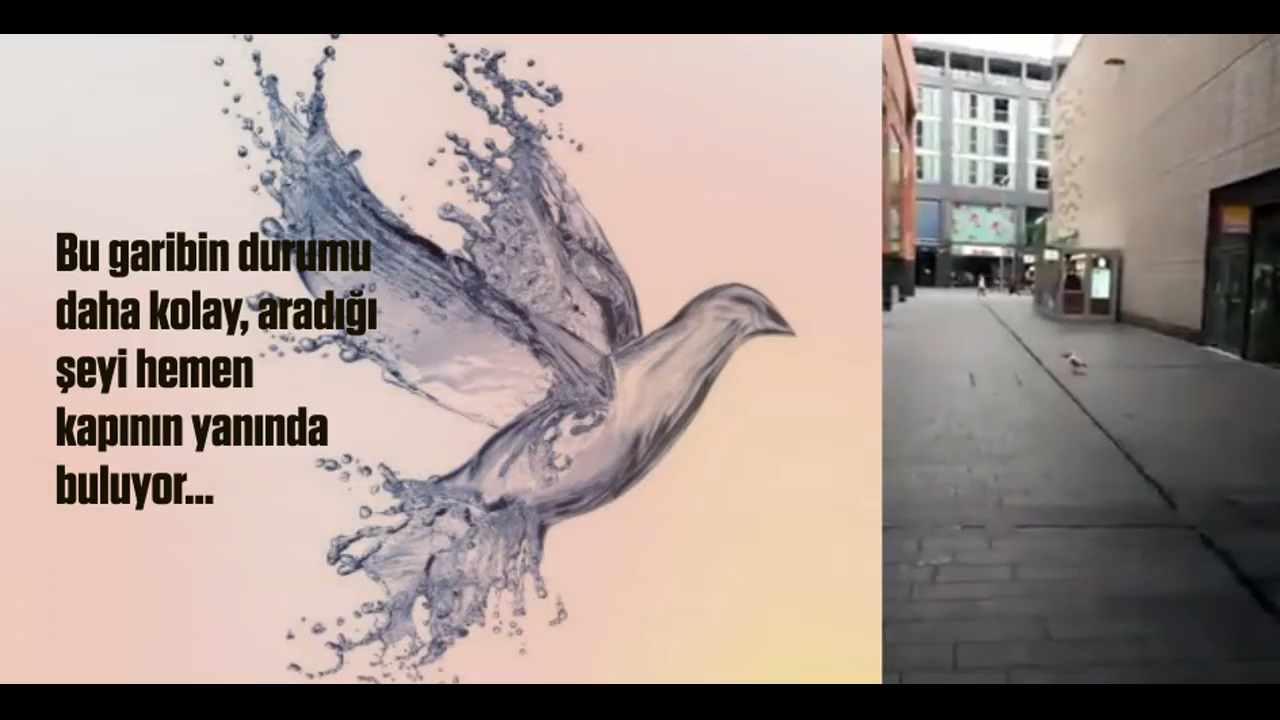 Bu garibin durumu
daha kolay, aradığı
şeyi hemen
kapının yanında
buluyor...